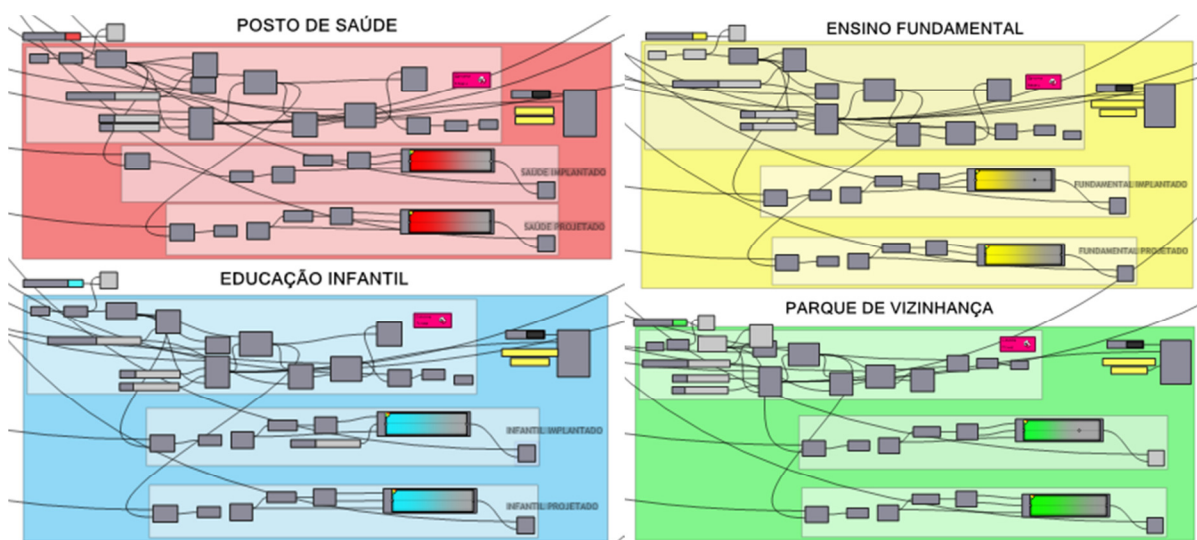 POSTO DE SAÚDE
SAÚDE IMPLANTADO
SAÚDE PROJETADO
EDUCAÇÃO INFANTIL
INFANTIL IMPLANTADO
INFANTIL PROJETADO
ENSINO FUNDAMENTAL
FUNDAMENTAL IMPLANTADO
FUNDAMENTAL PROJETADO
PARQUE DE VIZINHANÇA